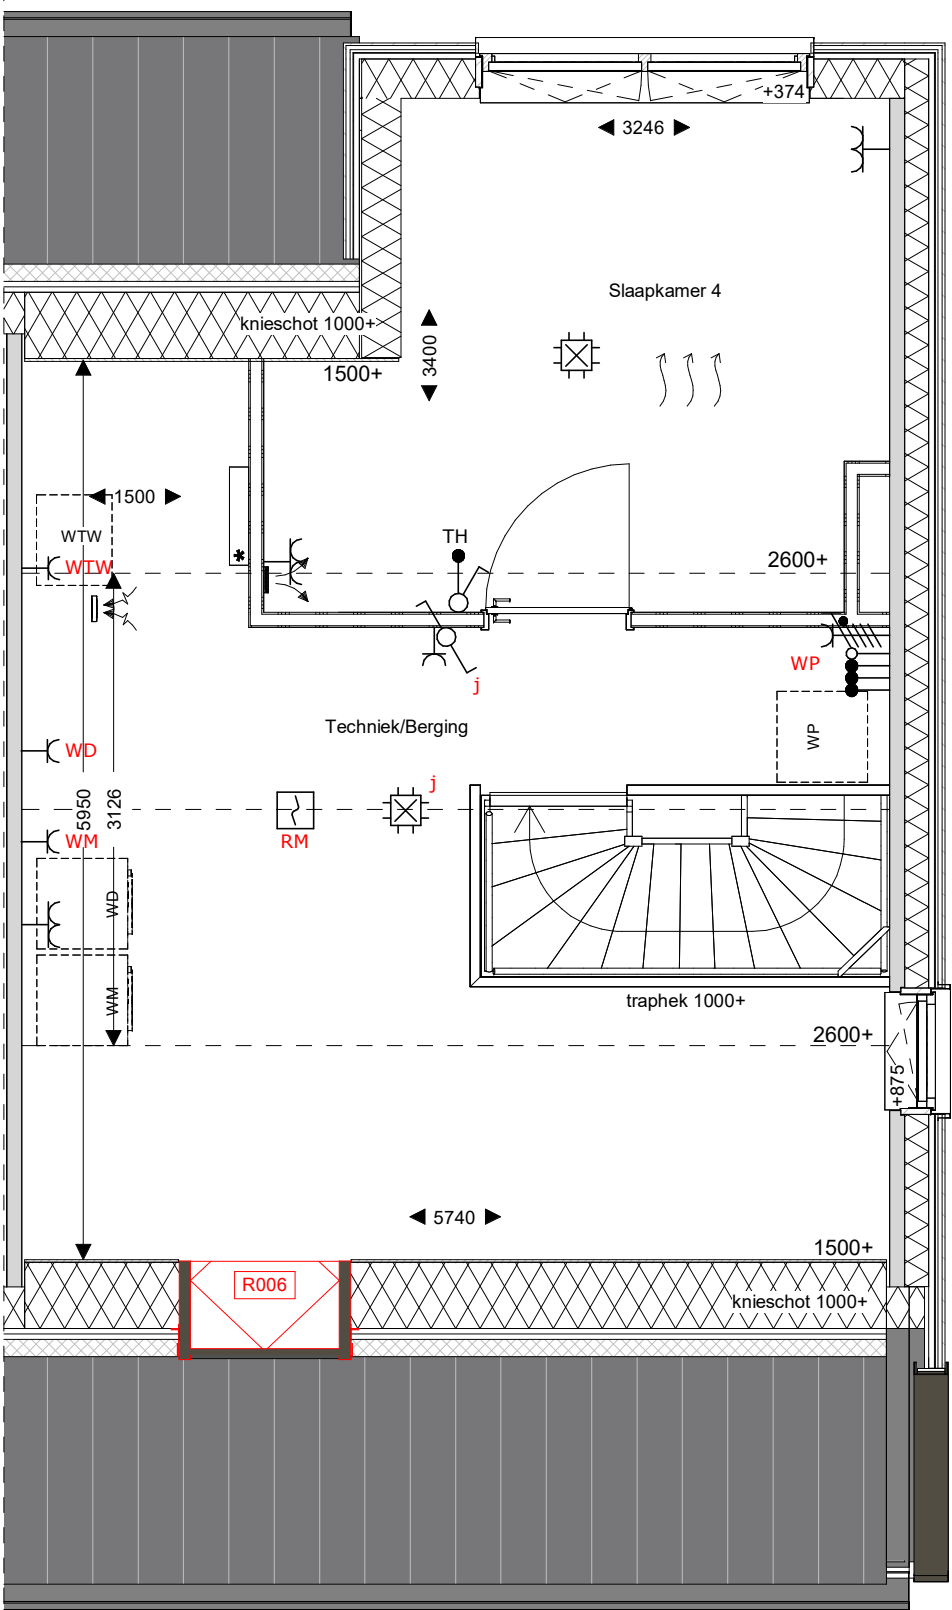 +374
3246
Slaapkamer 4
knieschot 1000+
3400
1500+
1500
WTW
WTW
*
TH
2600+
WP
j
Techniek/Berging
WP
WD
j
5950
3126
WM
RM
WD
WM
traphek 1000+
2600+
+875
5740
1500+
R006
knieschot 1000+